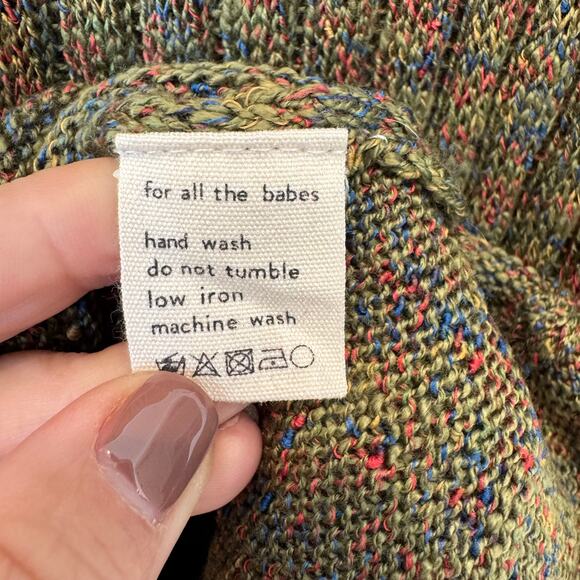 for all the babes
hand wash
do not tumble
low iron
machine wash